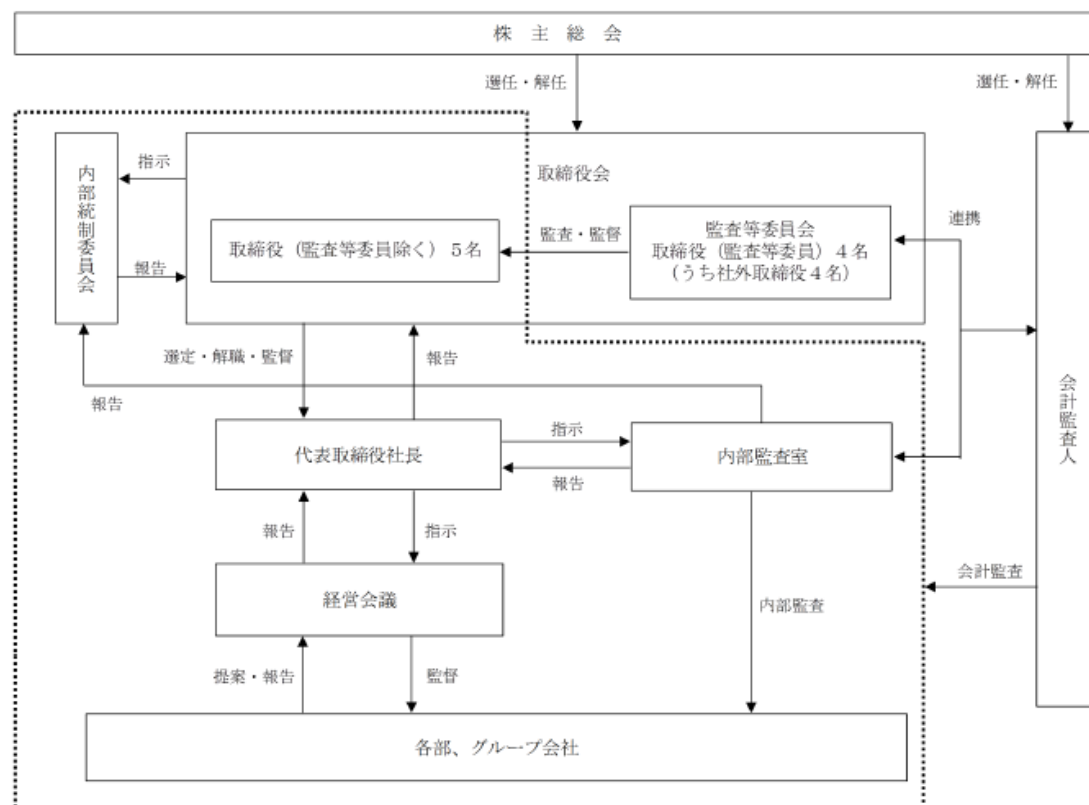 株主総会
選任・解任
選任・解任
指示
取締役会
内部統制委員会
連携
監査等委員会
取締役（監査等委員）４名
（うち社外取締役４名）
監査・監督
取締役（監査等委員除く）５名
報告
選定・解職・監督
報告
報告
会計監査人
指示
代表取締役社長
内部監査室
報告
報告
指示
会計監査
経営会議
内部監査
提案・報告
監督
各部、グループ会社